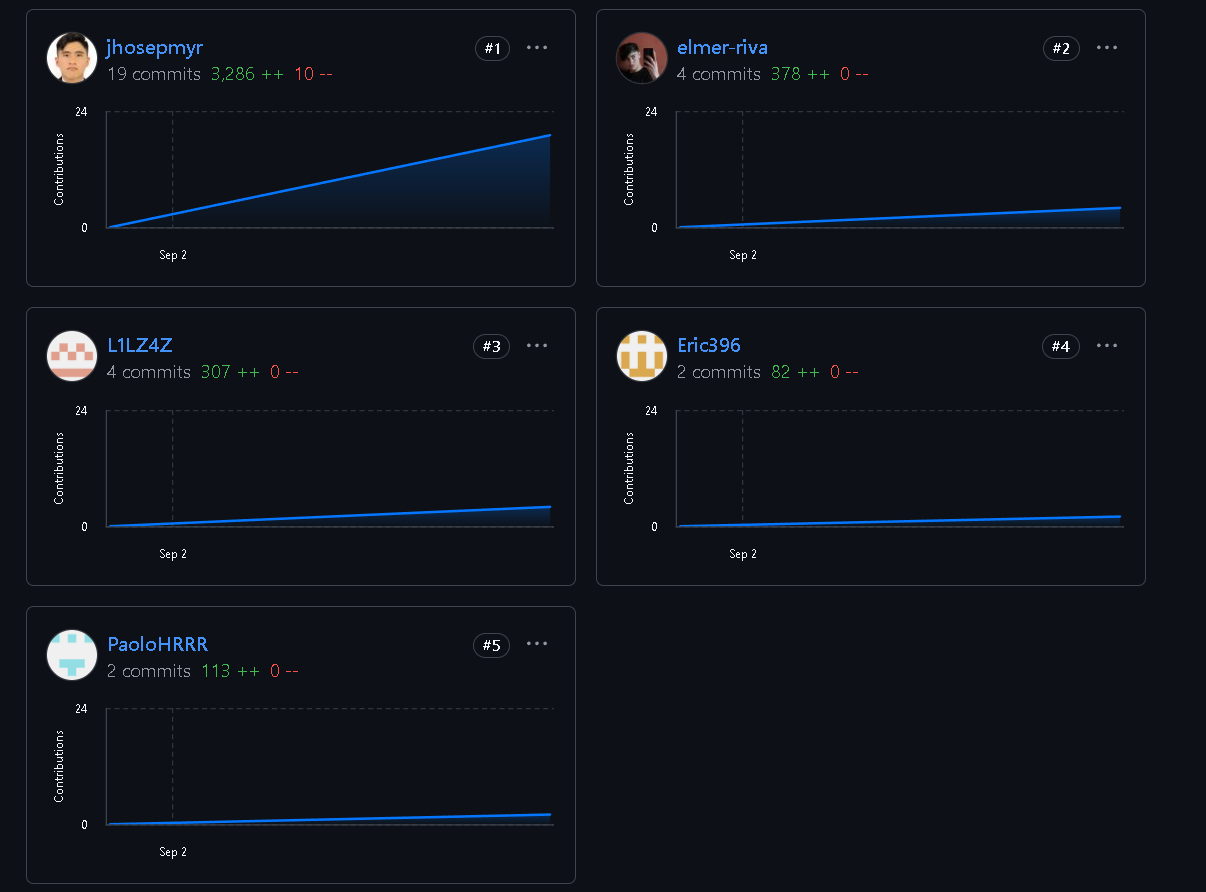 jhosepmyr #1
19 commits 3,286 ++ 10 --
24
Contributions
0
Sep 2
elmer-riva #2
4 commits 378 ++ 0 --
24
Contributions
0
Sep 2
L1LZ4Z #3
4 commits 307 ++ 0 --
24
Contributions
0
Sep 2
Eric396 #4
2 commits 82 ++ 0 --
24
Contributions
0
Sep 2
PaoloHRRR #5
2 commits 113 ++ 0 --
24
Contributions
0
Sep 2